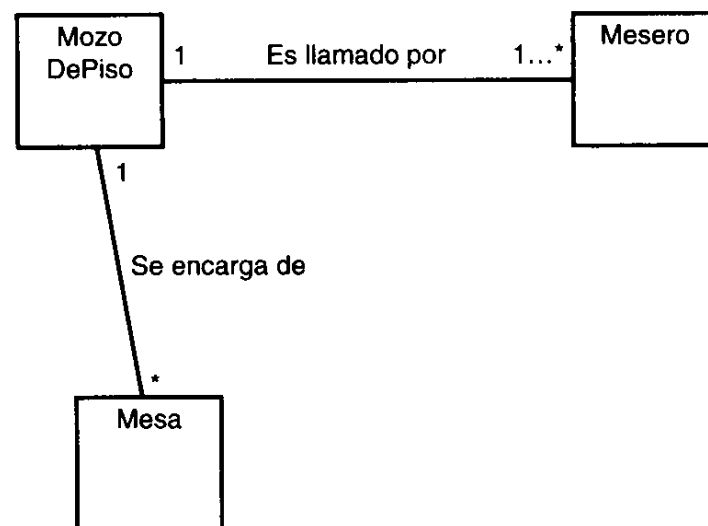 Mozo
DePiso
1
Es llamado por
1...*
Mesero
1
Se encarga de
*
Mesa